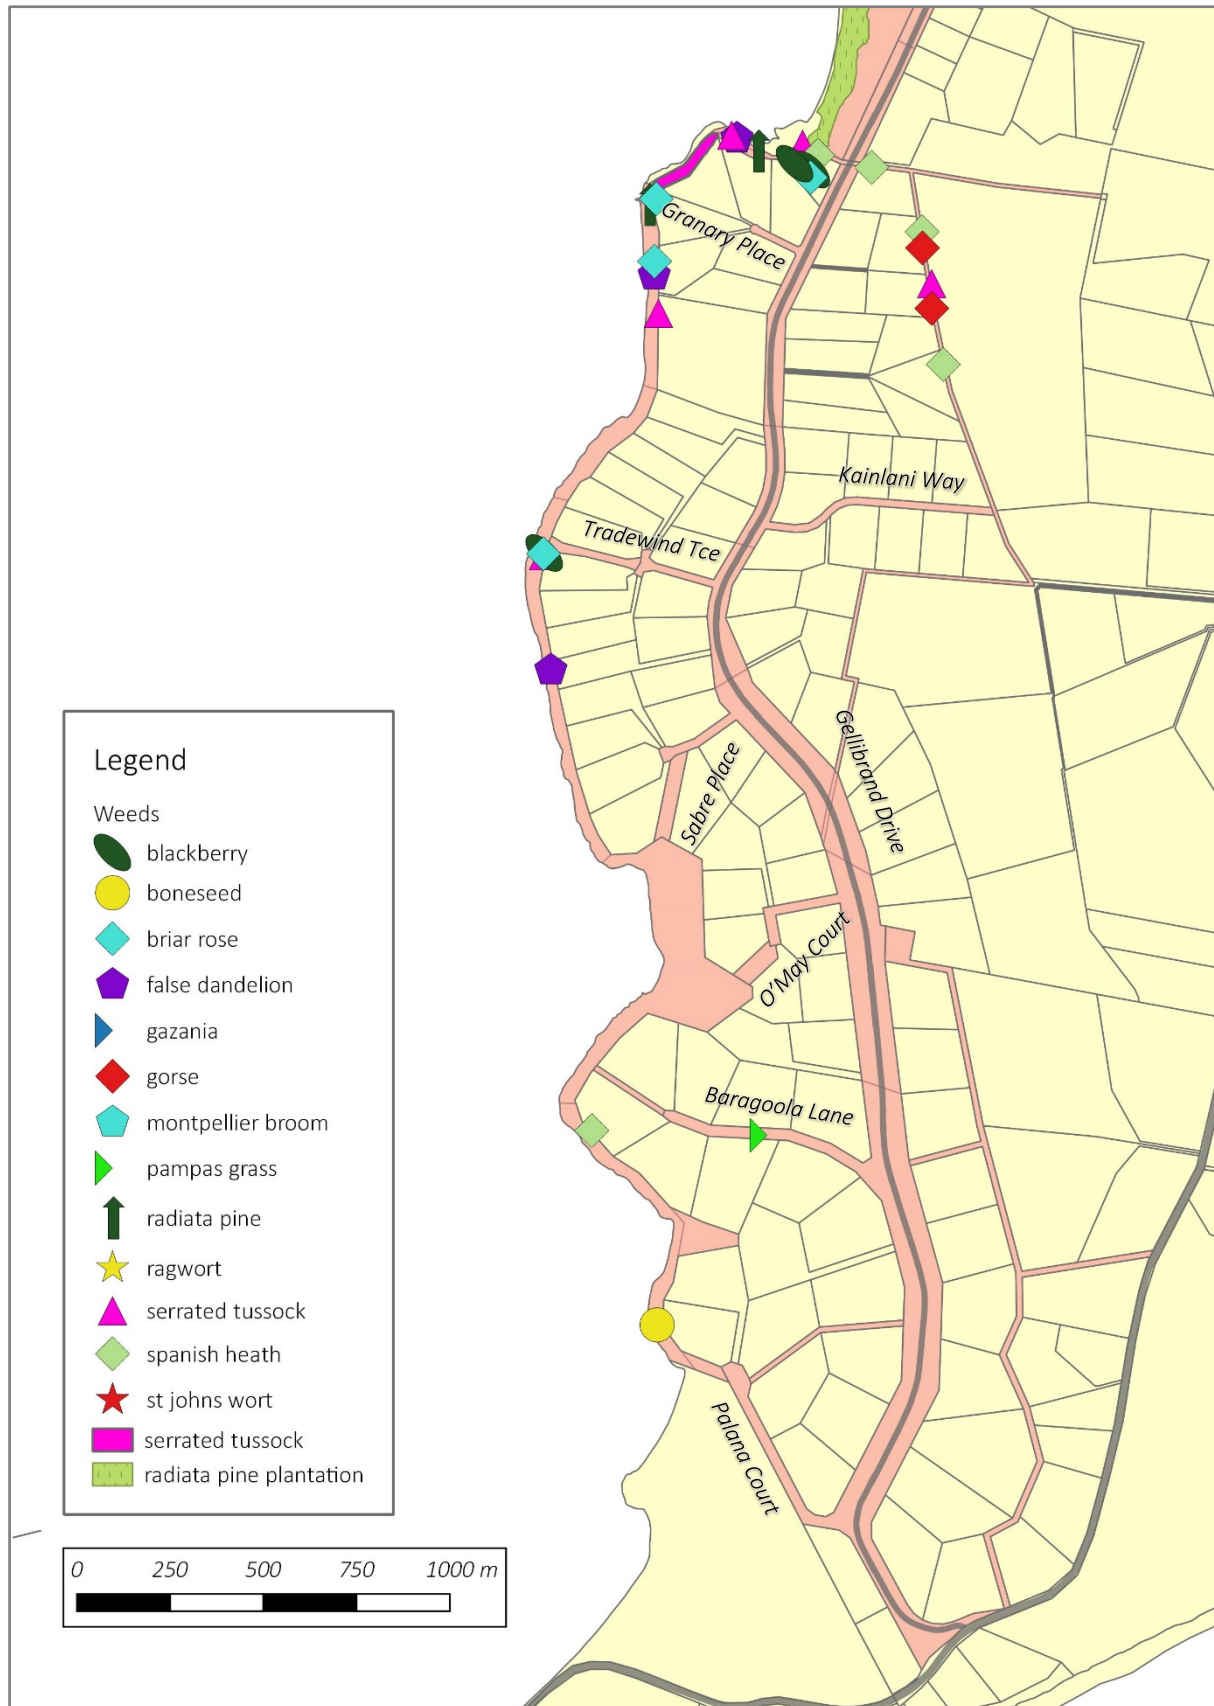 Granary Place
Kainlani Way
Tradewind Tce
Gellibrand Drive
Sabre Place
O'May Court
Baragoola Lane
Palana Court
Legend
Weeds
blackberry
boneseed
briar rose
false dandelion
gazania
gorse
montpellier broom
pampas grass
radiata pine
ragwort
serrated tussock
spanish heath
st johns wort
serrated tussock
radiata pine plantation
0 250 500 750 1000 m